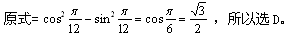 原式= cos² π/12 − sin² π/12 = cos π/6 = √3/2 ，所以选 D。